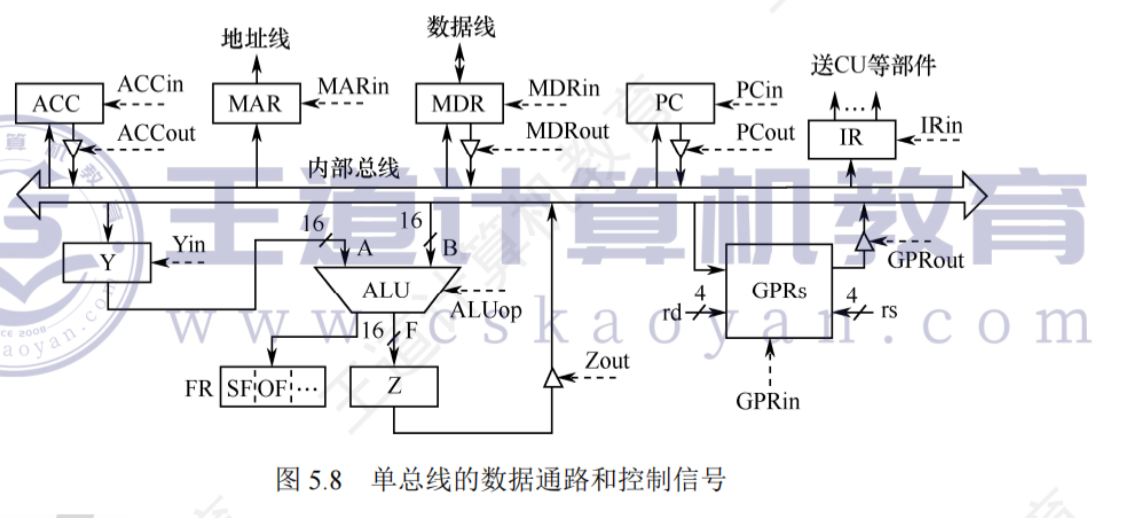 地址线
数据线
送CU等部件
ACC
ACCin
ACCout
MAR
MARin
MDR
MDRin
MDRout
PC
PCin
PCout
…
IR
IRin
内部总线
王道计算机教育
www.cskaoyan.com
Y
Yin
16
A
16
B
ALU
ALUop
16
F
FR
SF
OF
…
Z
Zout
GPRs
GPRout
4
rd
4
rs
GPRin
图 5.8 单总线的数据通路和控制信号